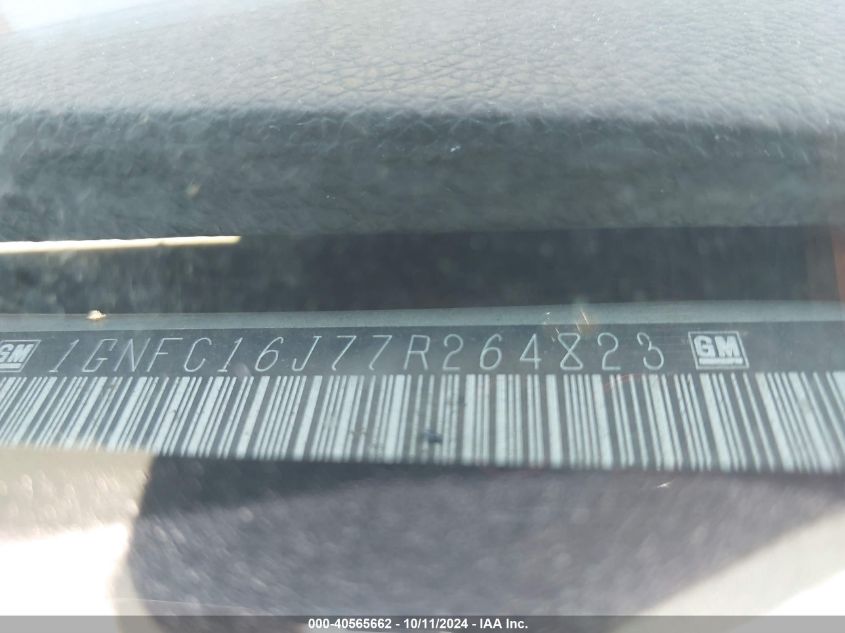 GM 1GNFC16J77R264823 GM
000-40565662 - 10/11/2024 - IAA Inc.